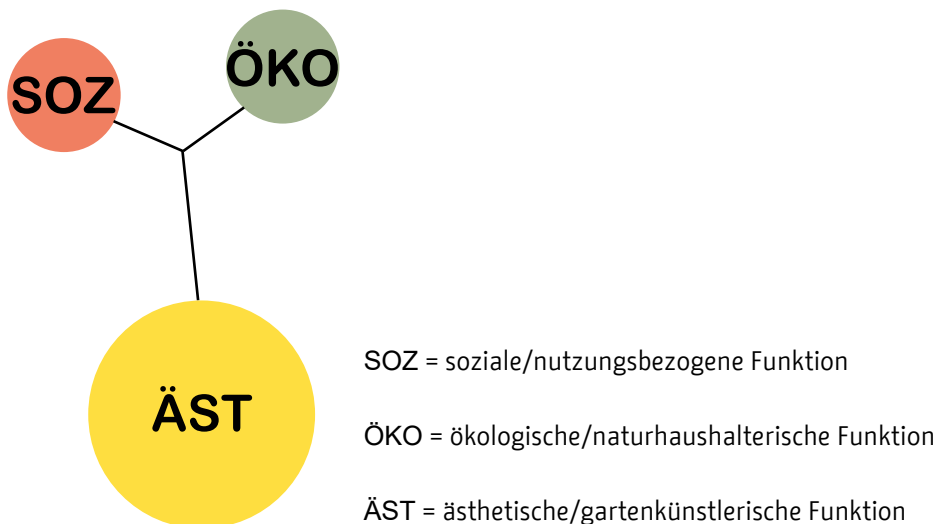 SOZ
ÖKO
ÄST
SOZ = soziale/nutzungsbezogene Funktion
ÖKO = ökologische/naturhaushalterische Funktion
ÄST = ästhetische/gartenkünstlerische Funktion